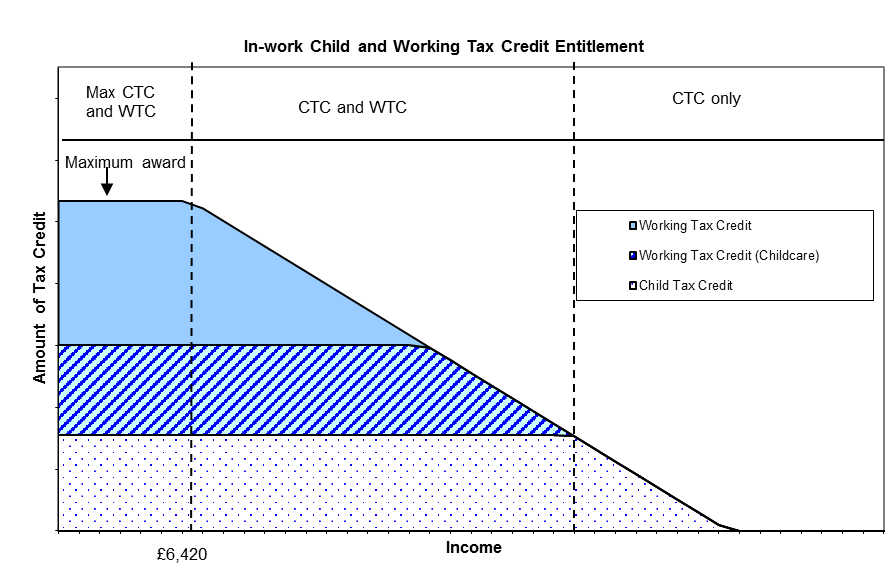 In-work Child and Working Tax Credit Entitlement
Max CTC
and WTC
CTC and WTC
CTC only
Maximum award
Amount of Tax Credit
Working Tax Credit
Working Tax Credit (Childcare)
Child Tax Credit
£6,420
Income